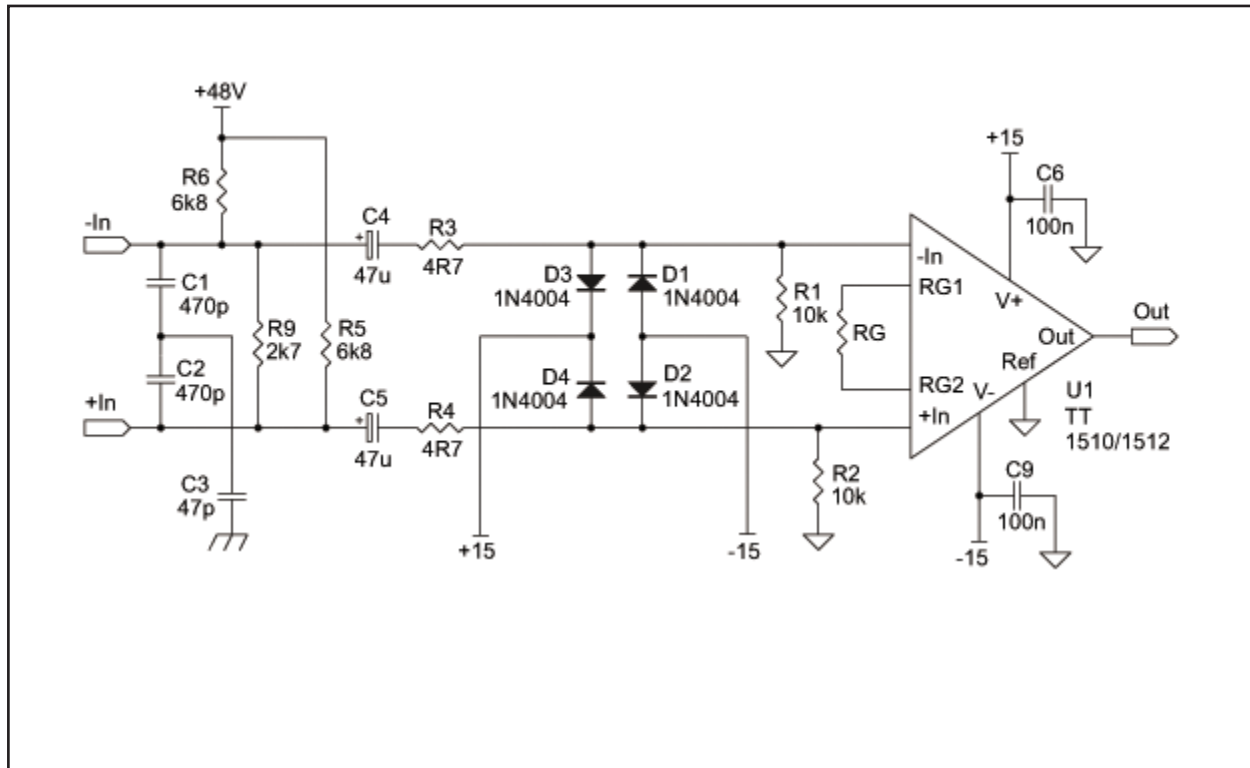 +48V
+15
R6
6k8
C6
100n
-In
C4
47u
R3
4R7
C1
470p
D3
1N4004
D1
1N4004
R1
10k
-In
RG1
RG
RG2
+In
V+
Out
Ref
V-
Out
R9
2k7
R5
6k8
C2
470p
D4
1N4004
D2
1N4004
+In
C5
47u
R4
4R7
U1
TT
1510/1512
C3
47p
R2
10k
C9
100n
+15
-15
-15